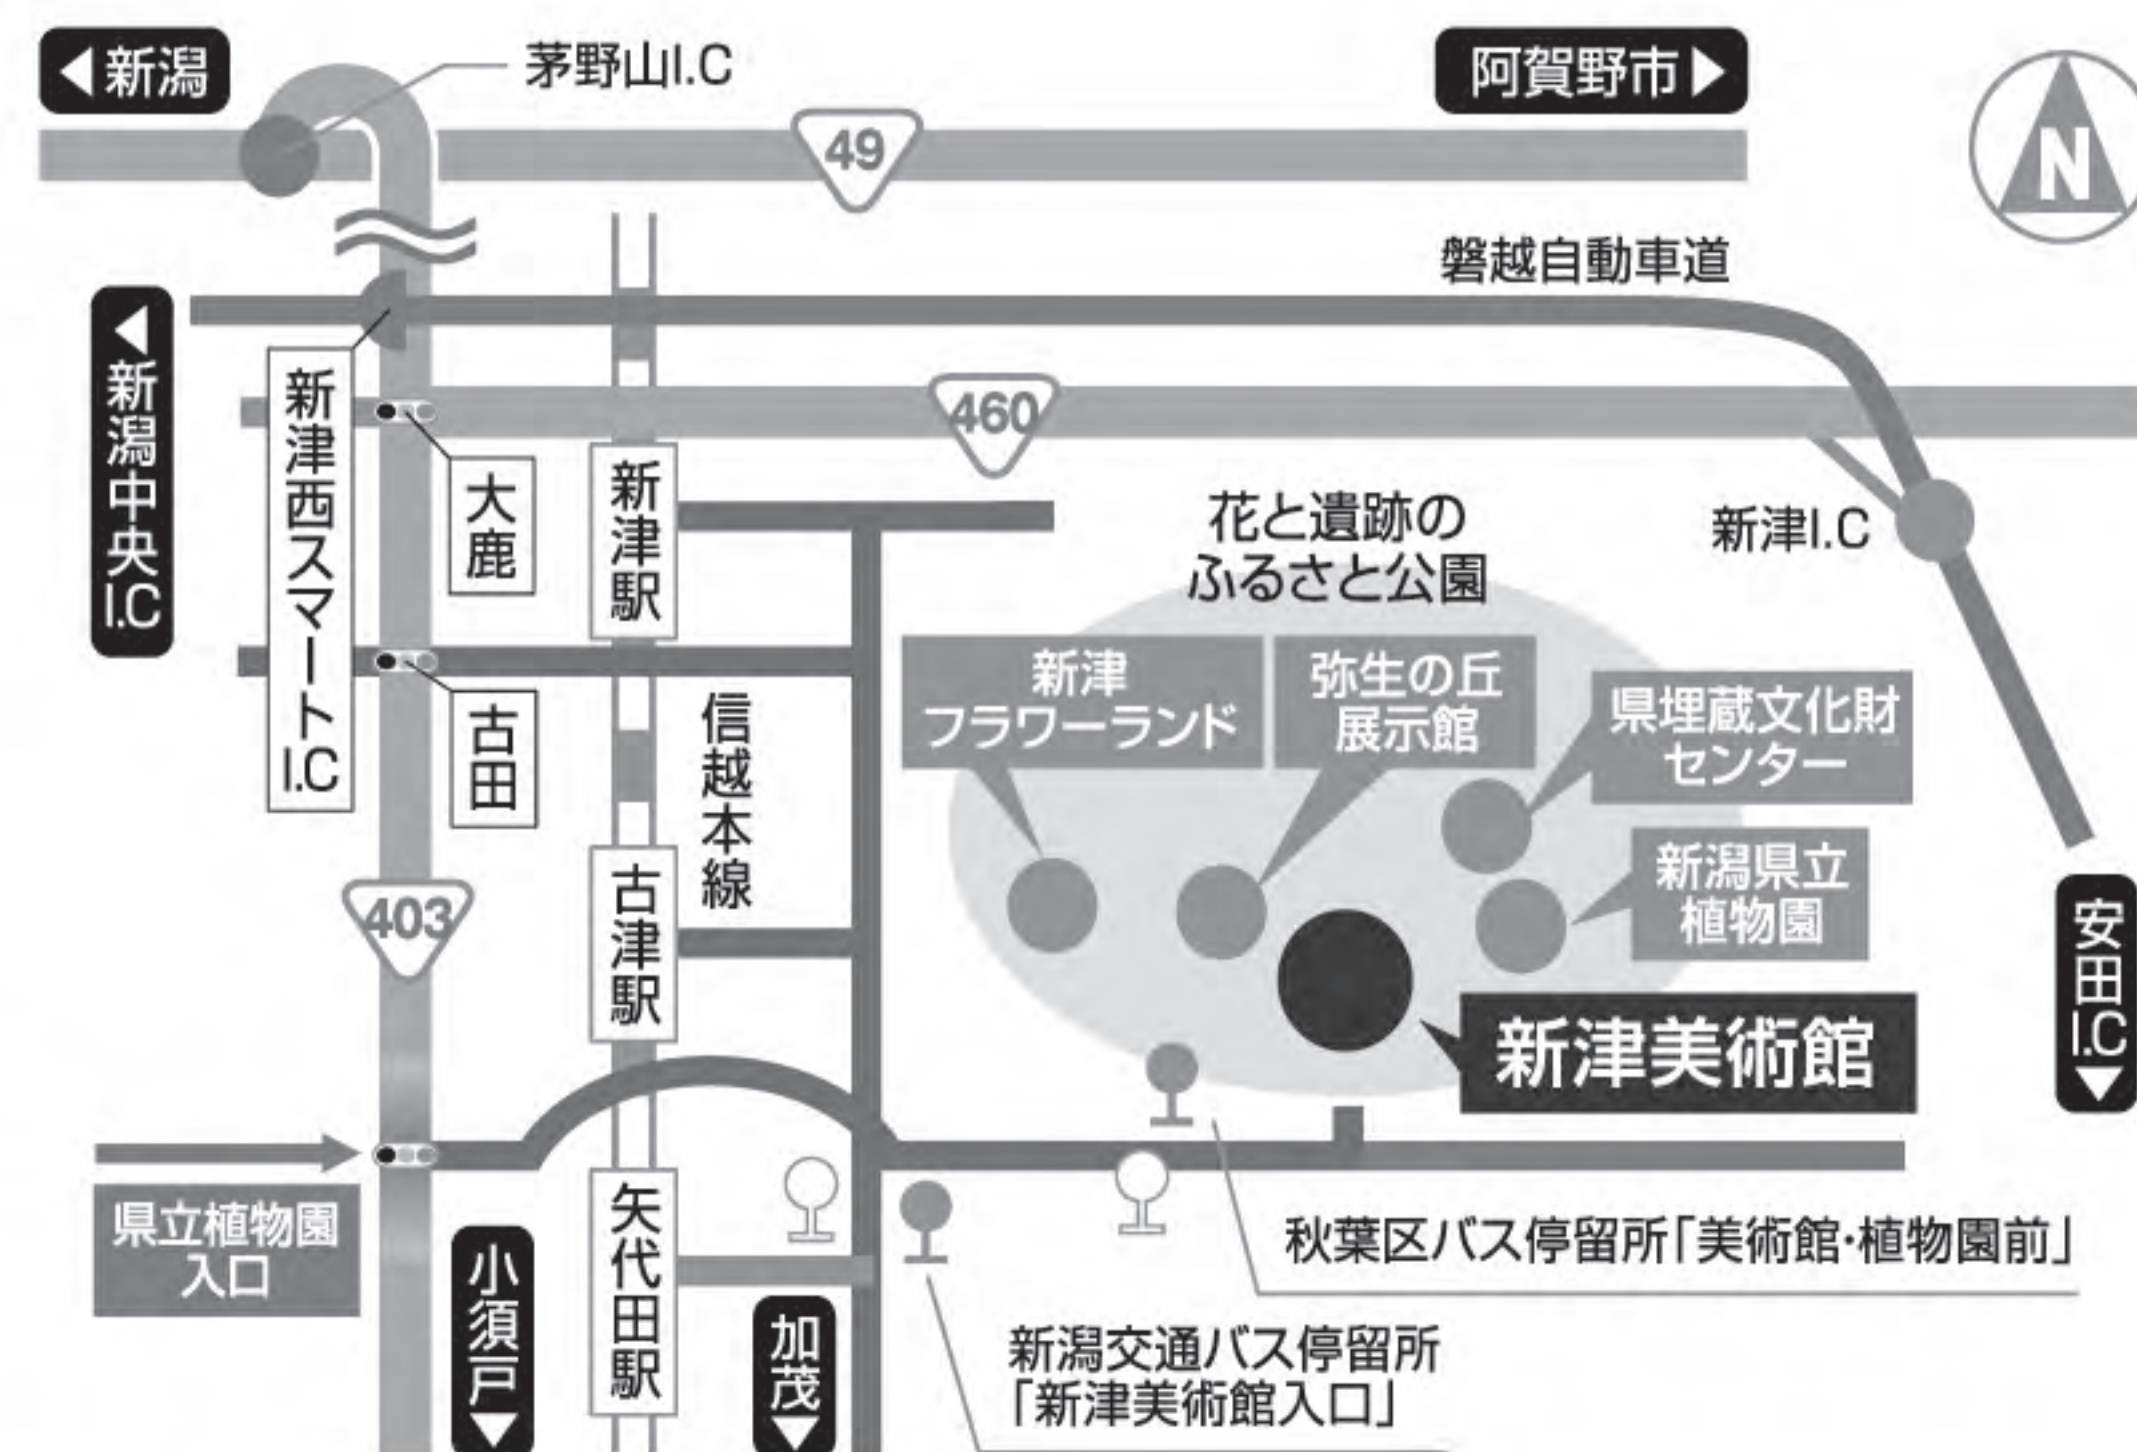 新潟
茅野山I.C
阿賀野市
49
N
磐越自動車道
新潟中央I.C
新津西スマートI.C
460
大鹿
新津駅
花と遺跡の
ふるさと公園
新津I.C
新津
フラワーランド
弥生の丘
展示館
県埋蔵文化財
センター
古田
信越本線
新潟県立
植物園
403
古津駅
安田I.C
新津美術館
県立植物園
入口
矢代田駅
小須戸
加茂
秋葉区バス停留所「美術館・植物園前」
新潟交通バス停留所
「新津美術館入口」